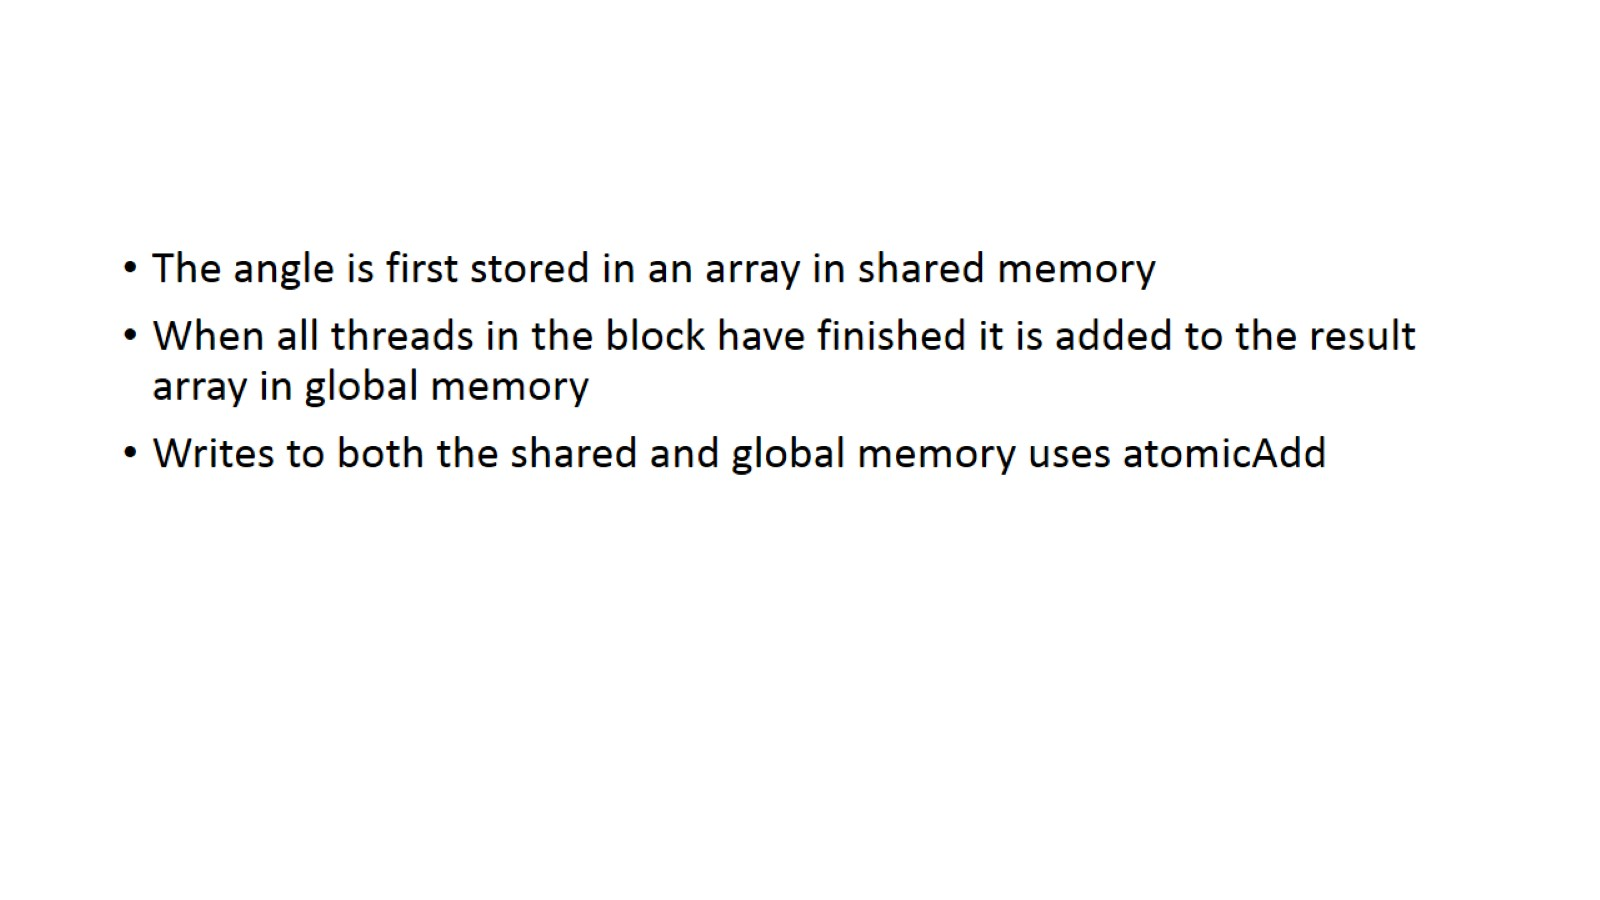 • The angle is first stored in an array in shared memory
• When all threads in the block have finished it is added to the result
array in global memory
• Writes to both the shared and global memory uses atomicAdd